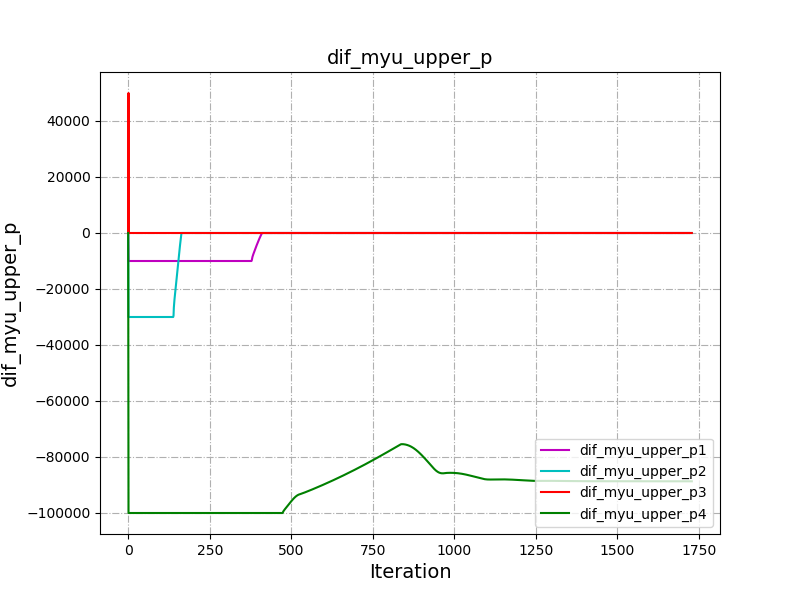 dif_myu_upper_p
dif_myu_upper_p
40000
20000
0
−20000
−40000
−60000
−80000
−100000
0 250 500 750 1000 1250 1500 1750
Iteration
dif_myu_upper_p1
dif_myu_upper_p2
dif_myu_upper_p3
dif_myu_upper_p4